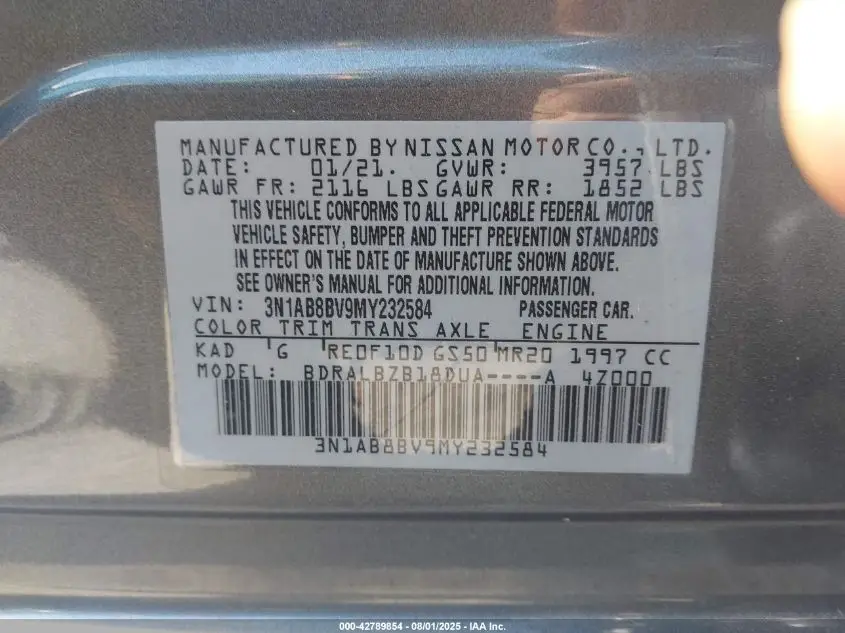 MANUFACTURED BY NISSAN MOTOR CO., LTD.
DATE: 01/21. GVWR: 3957 LBS
GAWR FR: 2116 LBS GAWR RR: 1852 LBS
THIS VEHICLE CONFORMS TO ALL APPLICABLE FEDERAL MOTOR
VEHICLE SAFETY, BUMPER AND THEFT PREVENTION STANDARDS
IN EFFECT ON THE DATE OF MANUFACTURE SHOWN ABOVE.
SEE OWNER'S MANUAL FOR ADDITIONAL INFORMATION.
VIN: 3N1AB8BV9MY232584 PASSENGER CAR.
COLOR TRIM TRANS AXLE ENGINE
KAD G RE0F10D GS50 MR20 1997 CC
MODEL: BDRALBZB18DUA----A 4Z000
3N1AB8BV9MY232584
000-42789854 - 08/01/2025 - IAA Inc.